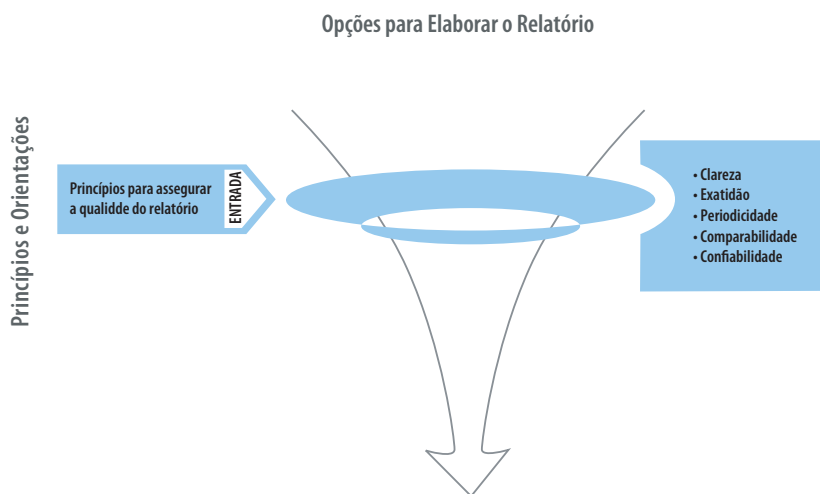 Opções para Elaborar o Relatório
Princípios e Orientações
Princípios para assegurar
a qualidde do relatório
ENTRADA
• Clareza
• Exatidão
• Periodicidade
• Comparabilidade
• Confiabilidade